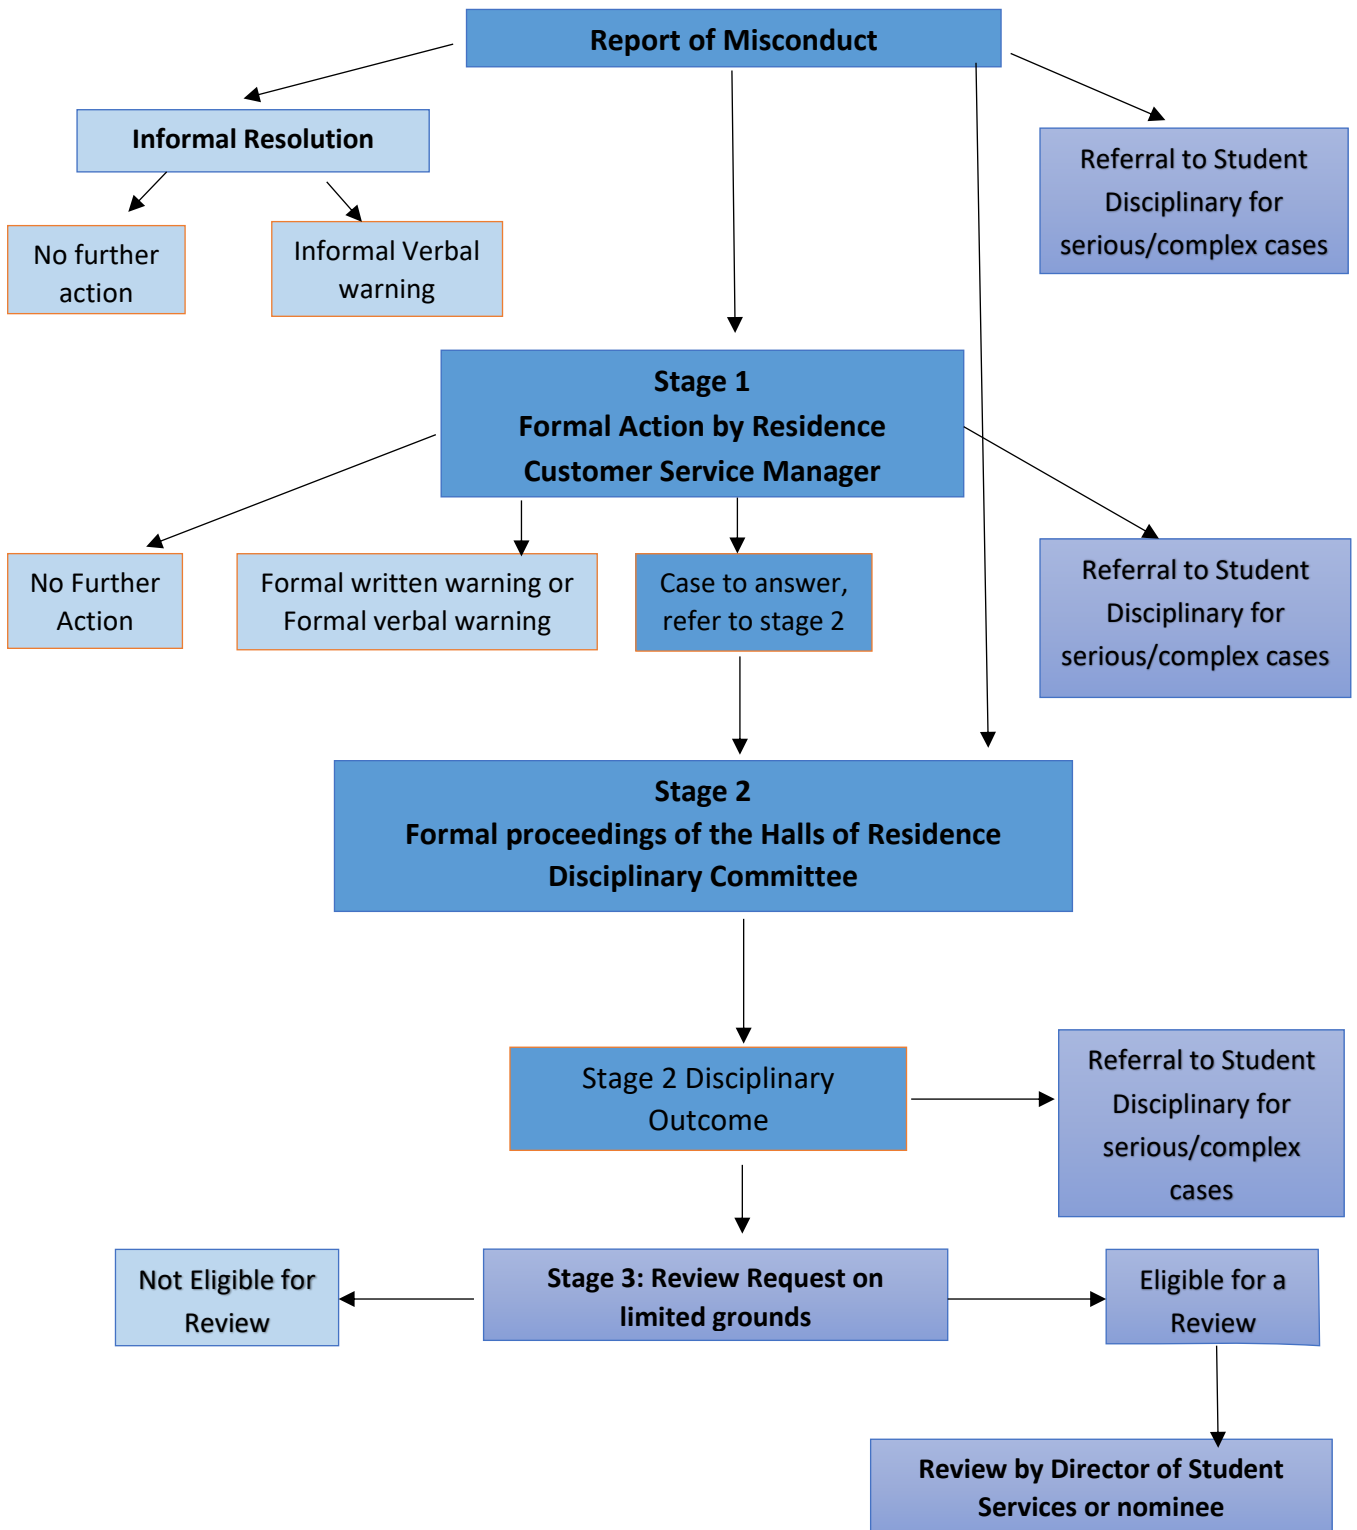 Report of Misconduct
Informal Resolution
Referral to Student
Disciplinary for
serious/complex cases
No further
action
Informal Verbal
warning
Stage 1
Formal Action by Residence
Customer Service Manager
No Further
Action
Formal written warning or
Formal verbal warning
Case to answer,
refer to stage 2
Referral to Student
Disciplinary for
serious/complex cases
Stage 2
Formal proceedings of the Halls of Residence
Disciplinary Committee
Stage 2 Disciplinary
Outcome
Referral to Student
Disciplinary for
serious/complex
cases
Not Eligible for
Review
Stage 3: Review Request on
limited grounds
Eligible for a
Review
Review by Director of Student
Services or nominee